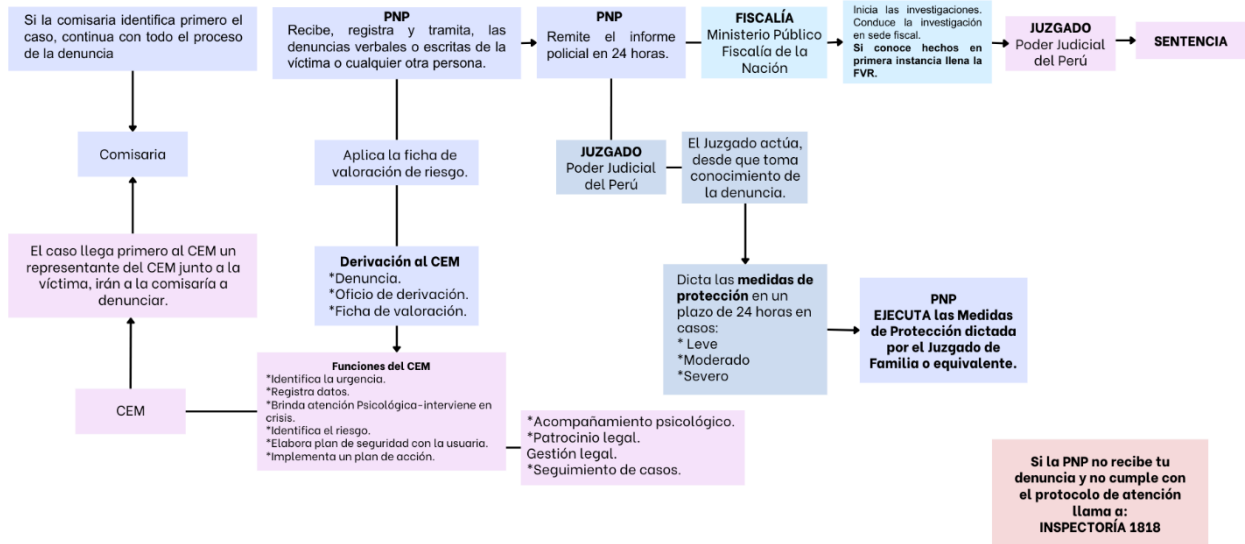 Si la comisaria identifica primero el
caso, continua con todo el proceso
de la denuncia
PNP
Recibe, registra y tramita, las
denuncias verbales o escritas de la
víctima o cualquier otra persona.
PNP
Remite el informe
policial en 24 horas.
FISCALÍA
Ministerio Público
Fiscalía de la
Nación
Inicia las investigaciones.
Conduce la investigación
en sede fiscal.
Si conoce hechos en
primera instancia llena la
FVR.
JUZGADO
Poder Judicial
del Perú
SENTENCIA
Comisaria
Aplica la ficha de
valoración de riesgo.
JUZGADO
Poder Judicial
del Perú
El Juzgado actúa,
desde que toma
conocimiento de
la denuncia.
El caso llega primero al CEM un
representante del CEM junto a la
víctima, irán a la comisaría a
denunciar.
Derivación al CEM
*Denuncia.
*Oficio de derivación.
*Ficha de valoración.
Dicta las medidas de
protección en un
plazo de 24 horas en
casos:
* Leve
*Moderado
*Severo
PNP
EJECUTA las Medidas
de Protección dictada
por el Juzgado de
Familia o equivalente.
CEM
Funciones del CEM
*Identifica la urgencia.
*Registra datos.
*Brinda atención Psicológica-interviene en
crisis.
*Identifica el riesgo.
*Elabora plan de seguridad con la usuaria.
*Implementa un plan de acción.
*Acompañamiento psicológico.
*Patrocinio legal.
Gestión legal.
*Seguimiento de casos.
Si la PNP no recibe tu
denuncia y no cumple con
el protocolo de atención
llama a:
INSPECTORÍA 1818